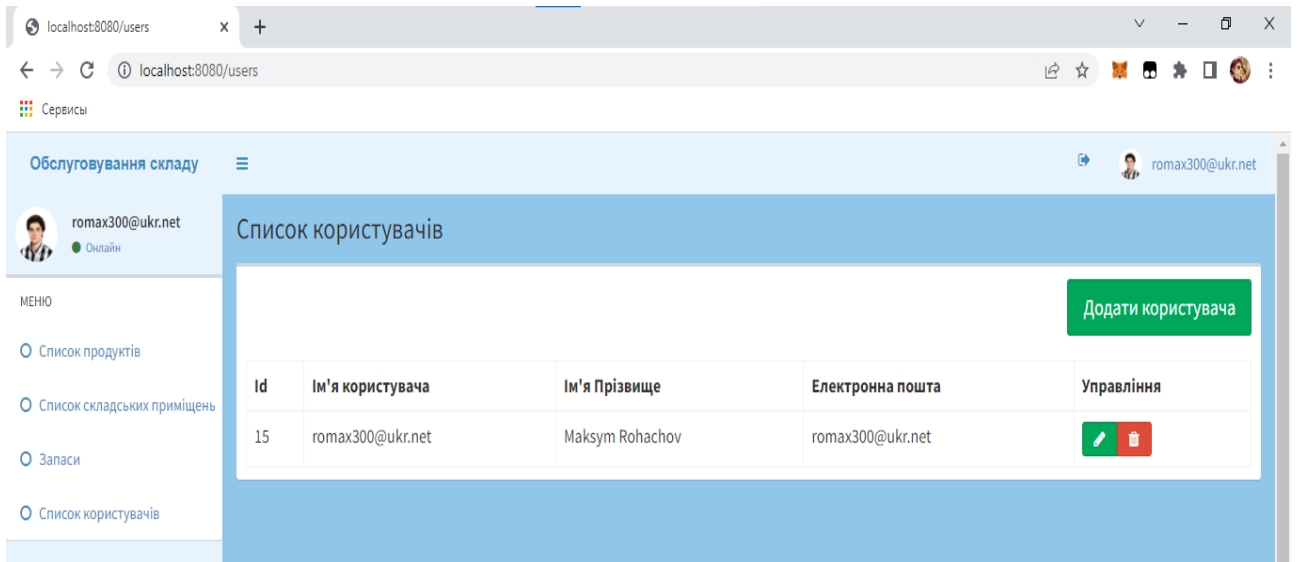 localhost:8080/users
localhost:8080/users
Сервисы
Обслуговування складу
romax300@ukr.net
romax300@ukr.net
Онлайн
МЕНЮ
Список продуктів
Список складських приміщень
Запаси
Список користувачів
Список користувачів
Додати користувача
Id Ім'я користувача Ім'я Прізвище Електронна пошта Управління
15 romax300@ukr.net Maksym Rohachov romax300@ukr.net